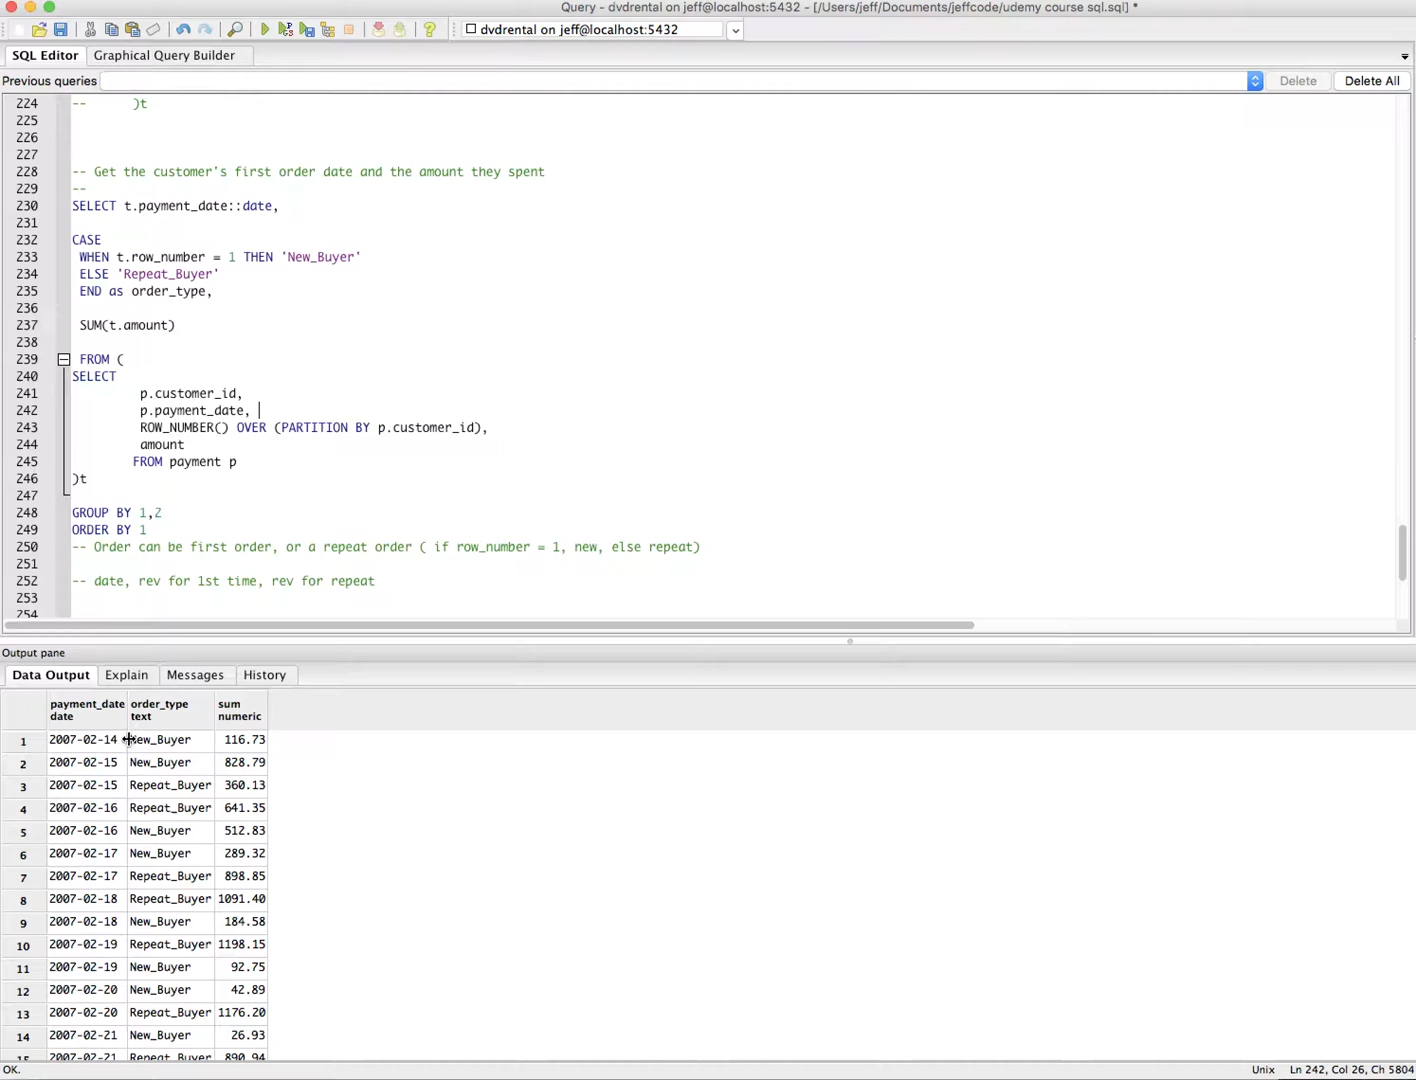 Query - dvdrental on jeff@localhost:5432 - [/Users/jeff/Documents/jeffcode/udemy course sql.sql] *
dvdrental on jeff@localhost:5432
SQL Editor Graphical Query Builder
Previous queries Delete Delete All
224 -- )t
225
226
227
228 -- Get the customer's first order date and the amount they spent
229 --
230 SELECT t.payment_date::date,
231
232 CASE
233 WHEN t.row_number = 1 THEN 'New_Buyer'
234 ELSE 'Repeat_Buyer'
235 END as order_type,
236
237 SUM(t.amount)
238
239 FROM (
240 SELECT
241 p.customer_id,
242 p.payment_date,
243 ROW_NUMBER() OVER (PARTITION BY p.customer_id),
244 amount
245 FROM payment p
246 )t
247
248 GROUP BY 1,2
249 ORDER BY 1
250 -- Order can be first order, or a repeat order ( if row_number = 1, new, else repeat)
251
252 -- date, rev for 1st time, rev for repeat
253
254
Output pane
Data Output Explain Messages History
payment_date order_type sum
date text numeric
1 2007-02-14 New_Buyer 116.73
2 2007-02-15 New_Buyer 828.79
3 2007-02-15 Repeat_Buyer 360.13
4 2007-02-16 Repeat_Buyer 641.35
5 2007-02-16 New_Buyer 512.83
6 2007-02-17 New_Buyer 289.32
7 2007-02-17 Repeat_Buyer 898.85
8 2007-02-18 Repeat_Buyer 1091.40
9 2007-02-18 New_Buyer 184.58
10 2007-02-19 Repeat_Buyer 1198.15
11 2007-02-19 New_Buyer 92.75
12 2007-02-20 New_Buyer 42.89
13 2007-02-20 Repeat_Buyer 1176.20
14 2007-02-21 New_Buyer 26.93
15 2007-02-21 Repeat_Buyer 890.94
OK. Unix Ln 242, Col 26, Ch 5804